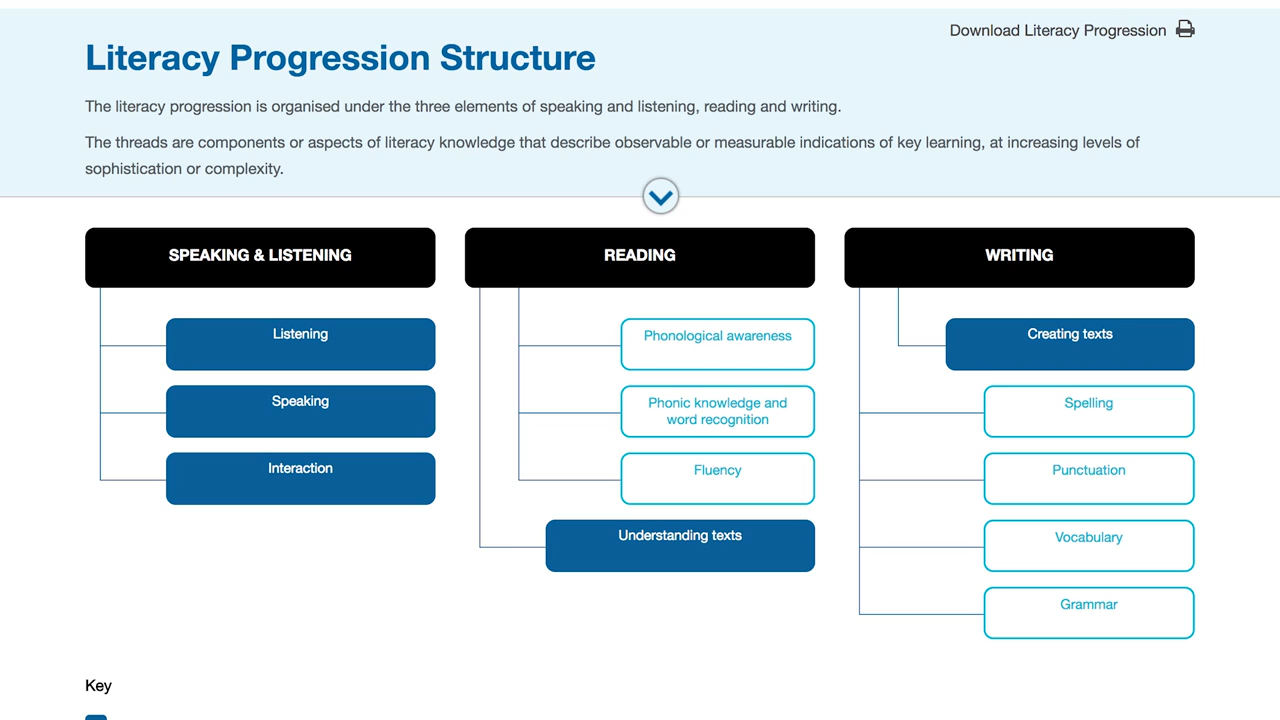 Download Literacy Progression
Literacy Progression Structure
The literacy progression is organised under the three elements of speaking and listening, reading and writing.
The threads are components or aspects of literacy knowledge that describe observable or measurable indications of key learning, at increasing levels of
sophistication or complexity.
SPEAKING & LISTENING
Listening
Speaking
Interaction
READING
Phonological awareness
Phonic knowledge and
word recognition
Fluency
Understanding texts
WRITING
Creating texts
Spelling
Punctuation
Vocabulary
Grammar
Key